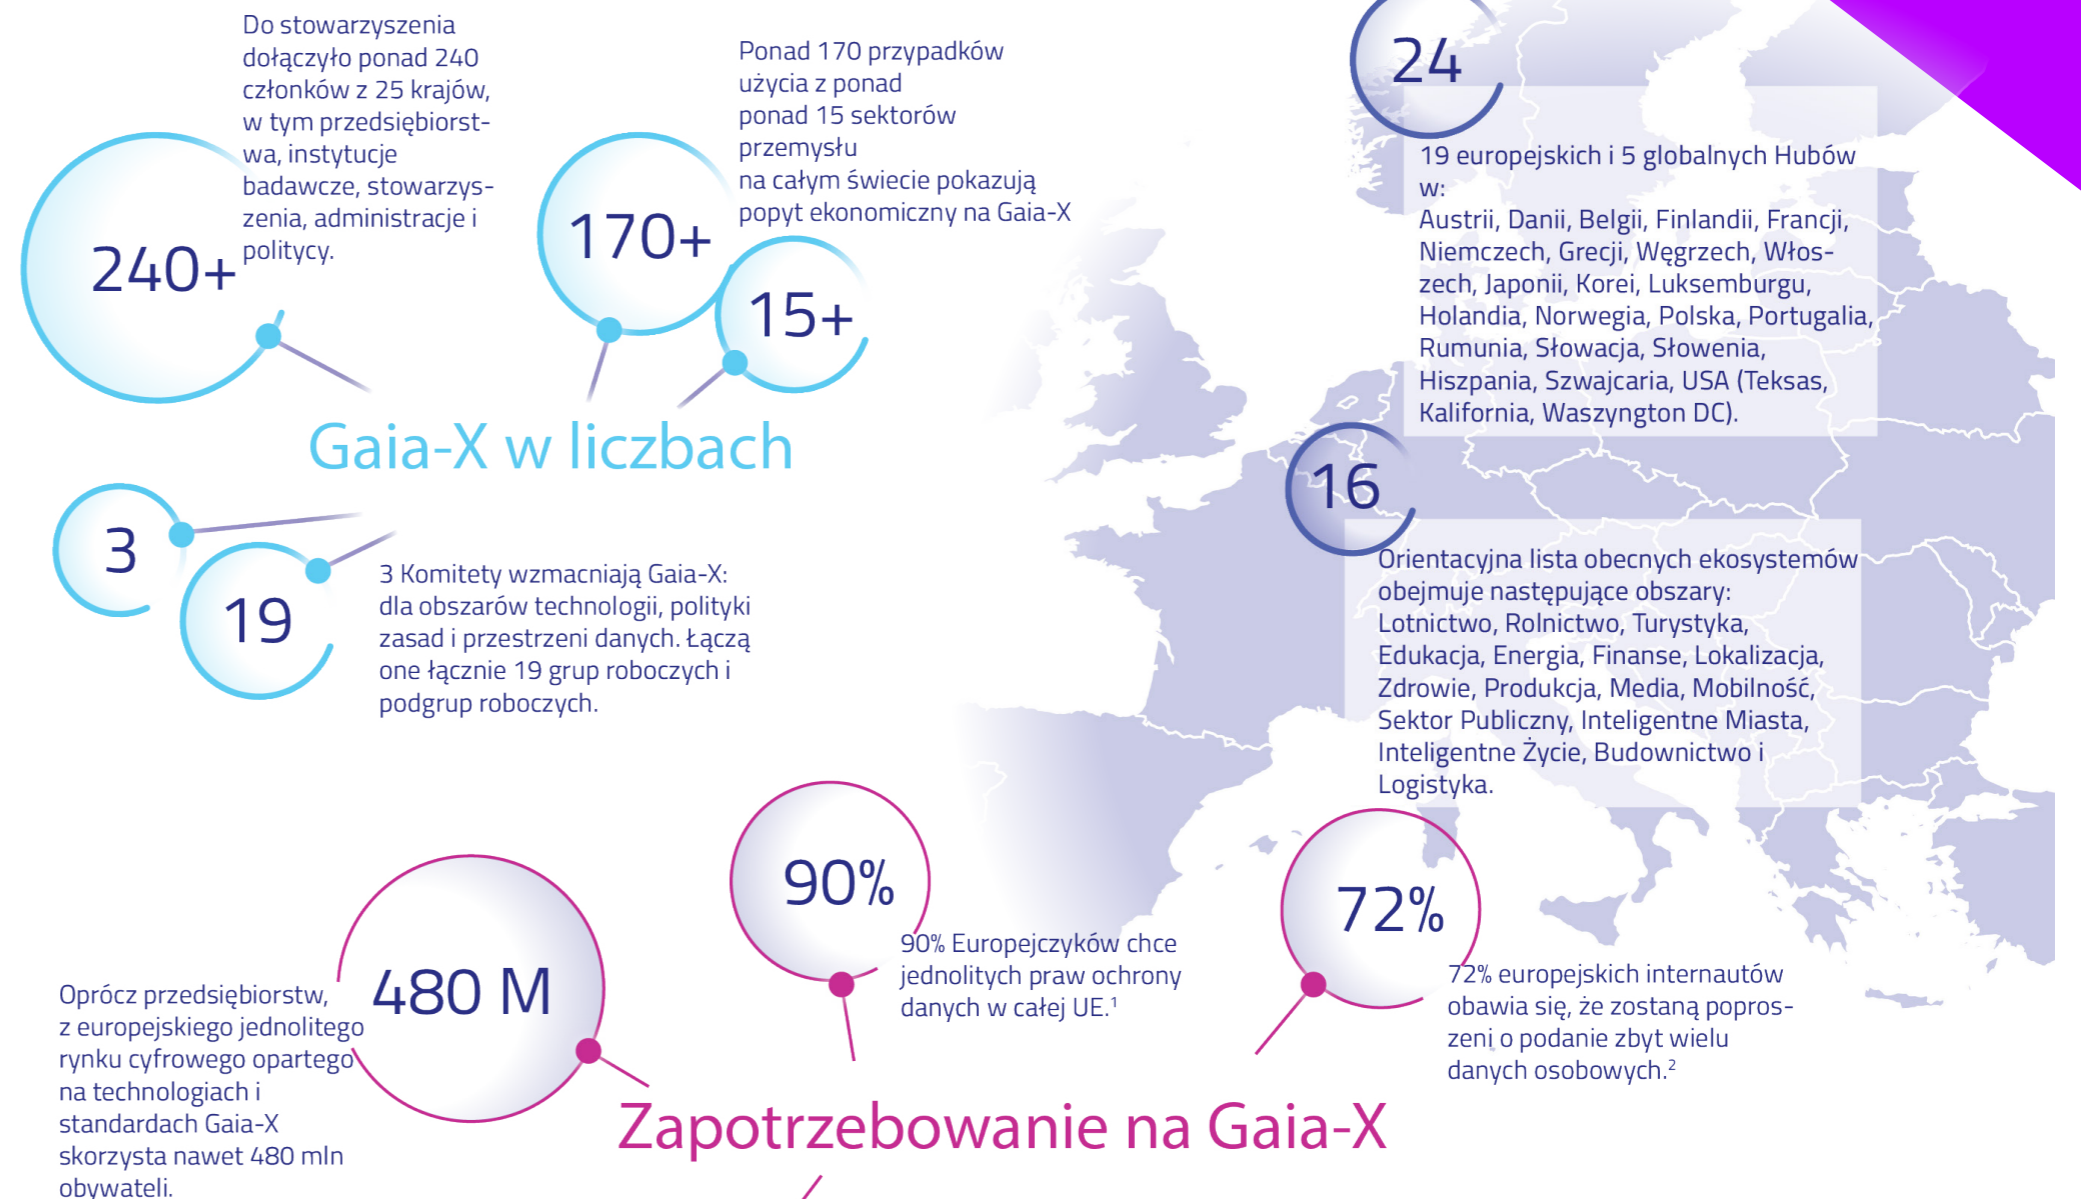 Do stowarzyszenia
dołączyło ponad 240
członków z 25 krajów,
w tym przedsiębiorst-
wa, instytucje
badawcze, stowarzys-
zenia, administracje i
politycy.
240+
Ponad 170 przypadków
użycia z ponad
ponad 15 sektorów
przemysłu
na całym świecie pokazują
popyt ekonomiczny na Gaia-X
170+
15+
Gaia-X w liczbach
3
19
3 Komitety wzmacniają Gaia-X:
dla obszarów technologii, polityki
zasad i przestrzeni danych. Łączą
one łącznie 19 grup roboczych i
podgrup roboczych.
24
19 europejskich i 5 globalnych Hubów
w:
Austrii, Danii, Belgii, Finlandii, Francji,
Niemczech, Grecji, Węgrzech, Włos-
zech, Japonii, Korei, Luksemburgu,
Holandia, Norwegia, Polska, Portugalia,
Rumunia, Słowacja, Słowenia,
Hiszpania, Szwajcaria, USA (Teksas,
Kalifornia, Waszyngton DC).
16
Orientacyjna lista obecnych ekosystemów
obejmuje następujące obszary:
Lotnictwo, Rolnictwo, Turystyka,
Edukacja, Energia, Finanse, Lokalizacja,
Zdrowie, Produkcja, Media, Mobilność,
Sektor Publiczny, Inteligentne Miasta,
Inteligentne Życie, Budownictwo i
Logistyka.
480 M
Oprócz przedsiębiorstw,
z europejskiego jednolitego
rynku cyfrowego opartego
na technologiach i
standardach Gaia-X
skorzysta nawet 480 mln
obywateli.
90%
90% Europejczyków chce
jednolitych praw ochrony
danych w całej UE.¹
72%
72% europejskich internautów
obawia się, że zostaną popros-
zeni o podanie zbyt wielu
danych osobowych.²
Zapotrzebowanie na Gaia-X